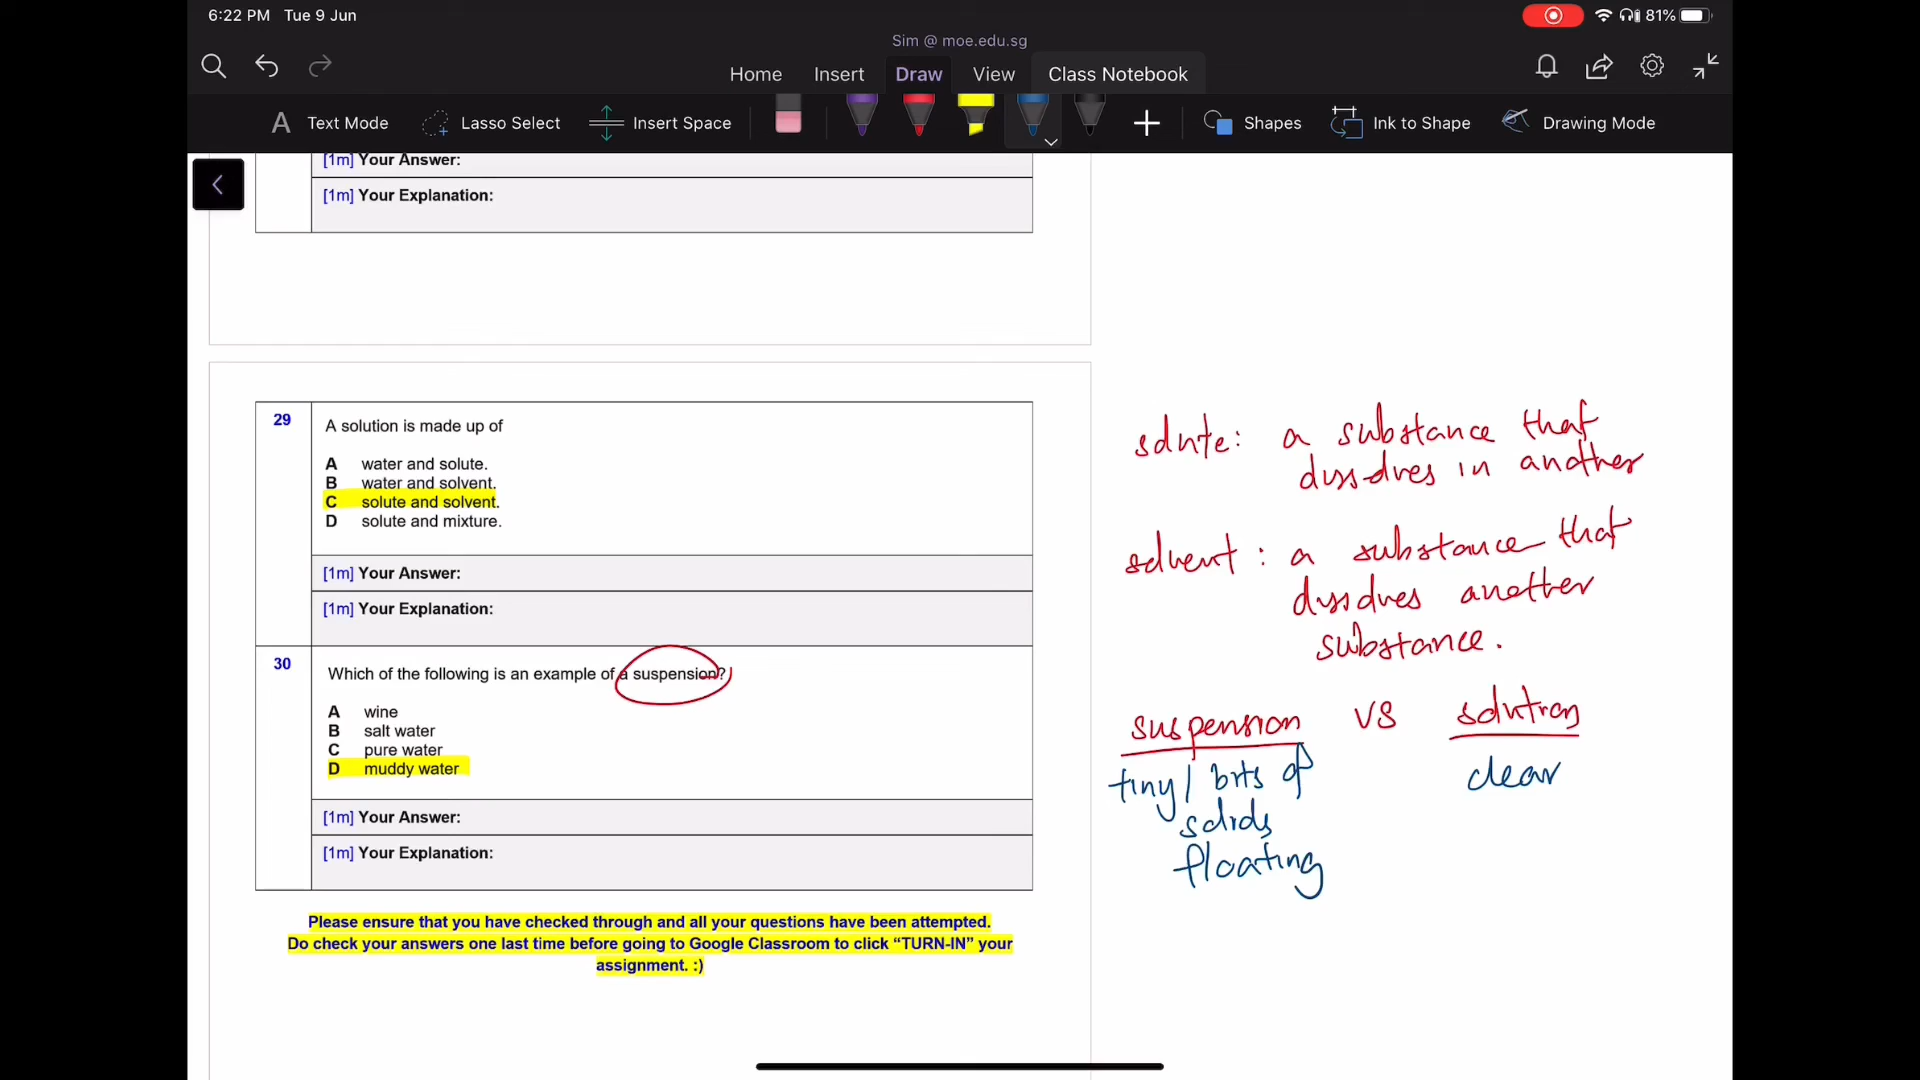 6:22 PM Tue 9 Jun
81%
Sim @ moe.edu.sg
Home Insert Draw View Class Notebook
A Text Mode Lasso Select Insert Space Shapes Ink to Shape Drawing Mode
[1m] Your Answer:
[1m] Your Explanation:
29
A solution is made up of
A water and solute.
B water and solvent.
C solute and solvent.
D solute and mixture.
[1m] Your Answer:
[1m] Your Explanation:
30
Which of the following is an example of a suspension?
A wine
B salt water
C pure water
D muddy water
[1m] Your Answer:
[1m] Your Explanation:
Please ensure that you have checked through and all your questions have been attempted.
Do check your answers one last time before going to Google Classroom to click “TURN-IN” your
assignment. :)
solute: a substance that
dissolves in another
solvent: a substance that
dissolves another
substance.
suspension vs solution
tiny/bits of
solids
floating
clear